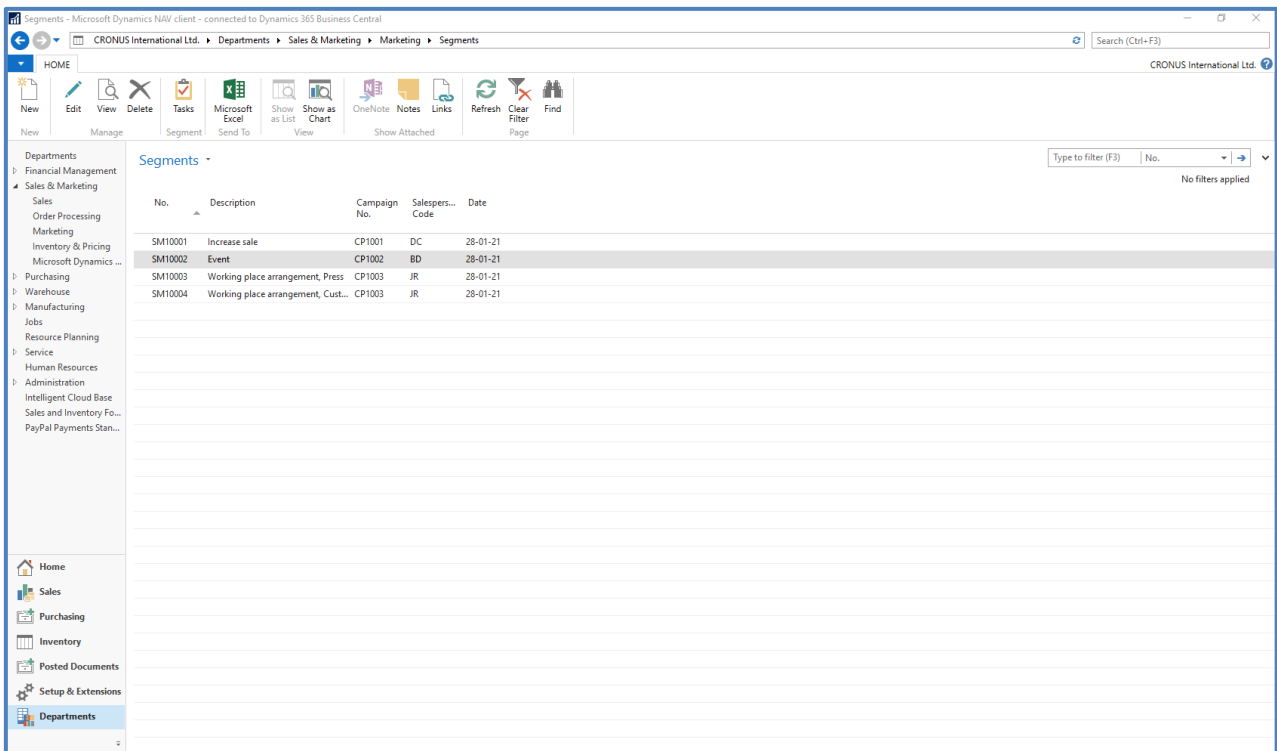 Segments - Microsoft Dynamics NAV client - connected to Dynamics 365 Business Central
CRONUS International Ltd. Departments Sales & Marketing Marketing Segments
Search (Ctrl+F3)
HOME
CRONUS International Ltd.
New Edit View Delete Tasks Microsoft Excel Show as List Show as Chart OneNote Notes Links Refresh Clear Filter Find
New Manage Segment Send To View Show Attached Page
Departments
Financial Management
Sales & Marketing
Sales
Order Processing
Marketing
Inventory & Pricing
Microsoft Dynamics ...
Purchasing
Warehouse
Manufacturing
Jobs
Resource Planning
Service
Human Resources
Administration
Intelligent Cloud Base
Sales and Inventory Fo...
PayPal Payments Stan...
Home
Sales
Purchasing
Inventory
Posted Documents
Setup & Extensions
Departments
Segments
Type to filter (F3) No.
No filters applied
No. Description Campaign No. Salespers... Code Date
SM10001 Increase sale CP1001 DC 28-01-21
SM10002 Event CP1002 BD 28-01-21
SM10003 Working place arrangement, Press CP1003 JR 28-01-21
SM10004 Working place arrangement, Cust... CP1003 JR 28-01-21